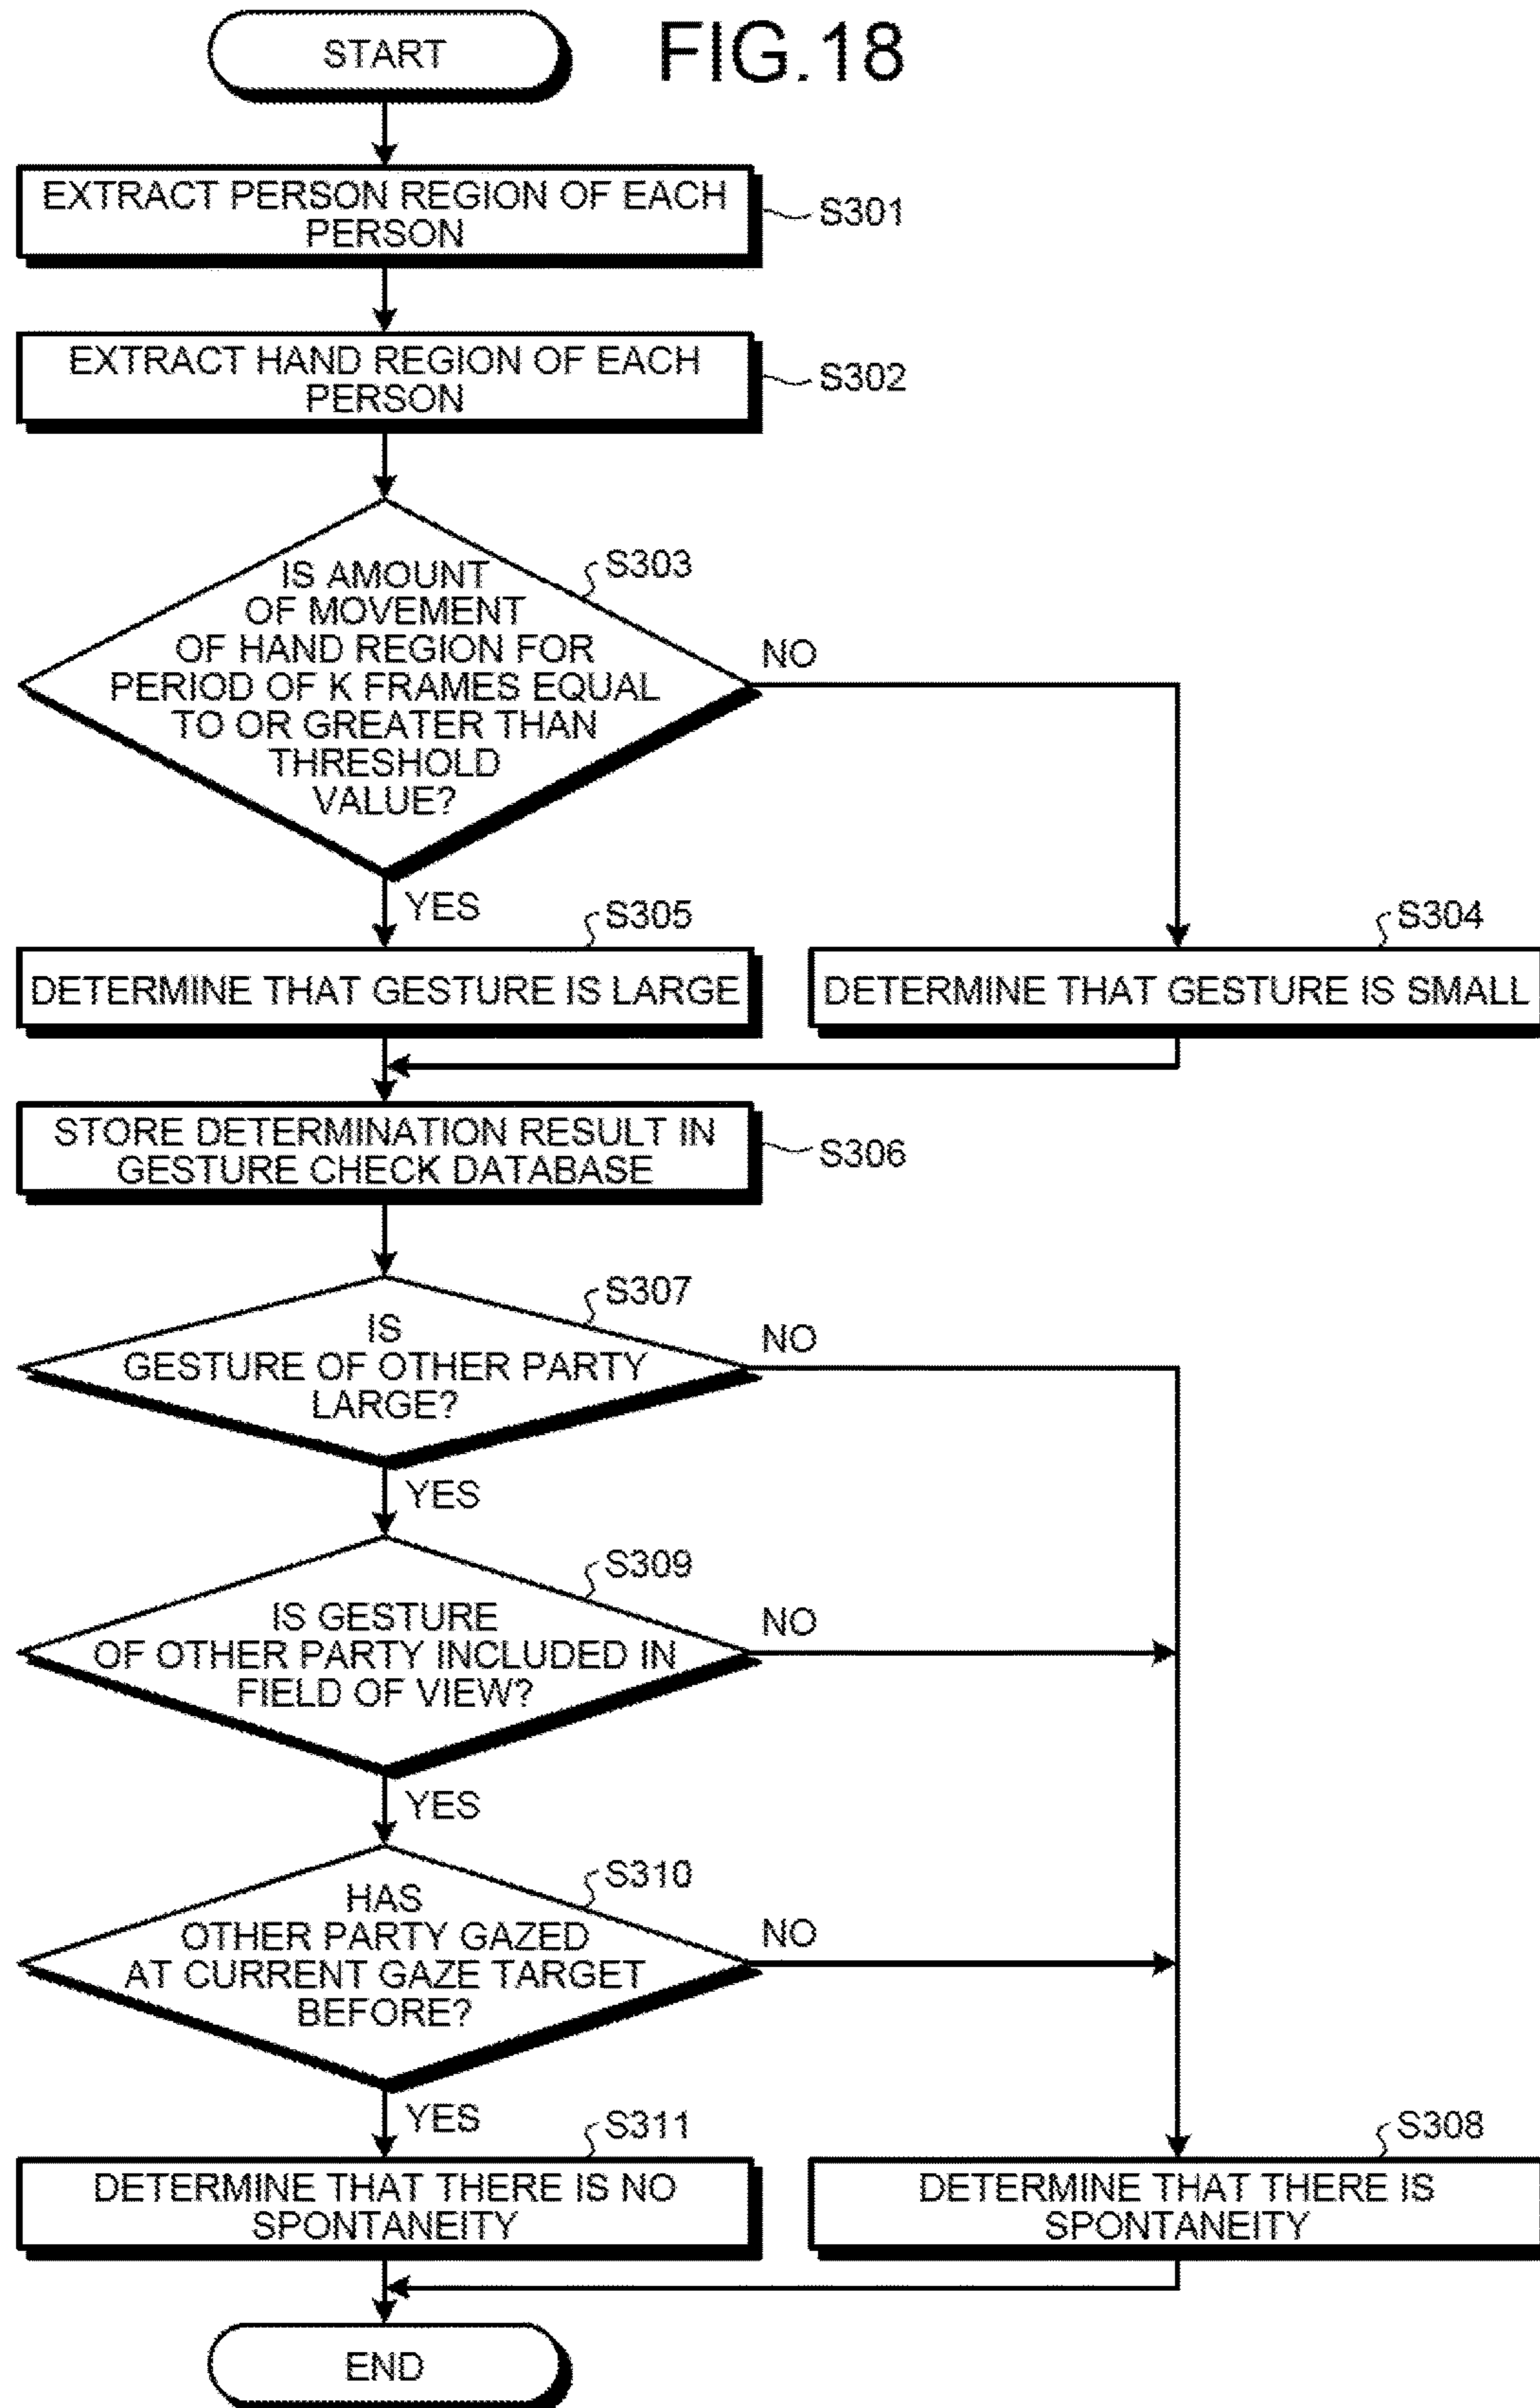 FIG.18
START
EXTRACT PERSON REGION OF EACH
PERSON
S301
EXTRACT HAND REGION OF EACH
PERSON
S302
S303
IS AMOUNT
OF MOVEMENT
OF HAND REGION FOR
PERIOD OF K FRAMES EQUAL
TO OR GREATER THAN
THRESHOLD
VALUE?
NO
YES
S305
DETERMINE THAT GESTURE IS LARGE
S304
DETERMINE THAT GESTURE IS SMALL
STORE DETERMINATION RESULT IN
GESTURE CHECK DATABASE
S306
S307
IS
GESTURE OF OTHER PARTY
LARGE?
NO
YES
S309
IS GESTURE
OF OTHER PARTY INCLUDED IN
FIELD OF VIEW?
NO
YES
S310
HAS
OTHER PARTY GAZED
AT CURRENT GAZE TARGET
BEFORE?
NO
YES
S311
DETERMINE THAT THERE IS NO
SPONTANEITY
S308
DETERMINE THAT THERE IS
SPONTANEITY
END